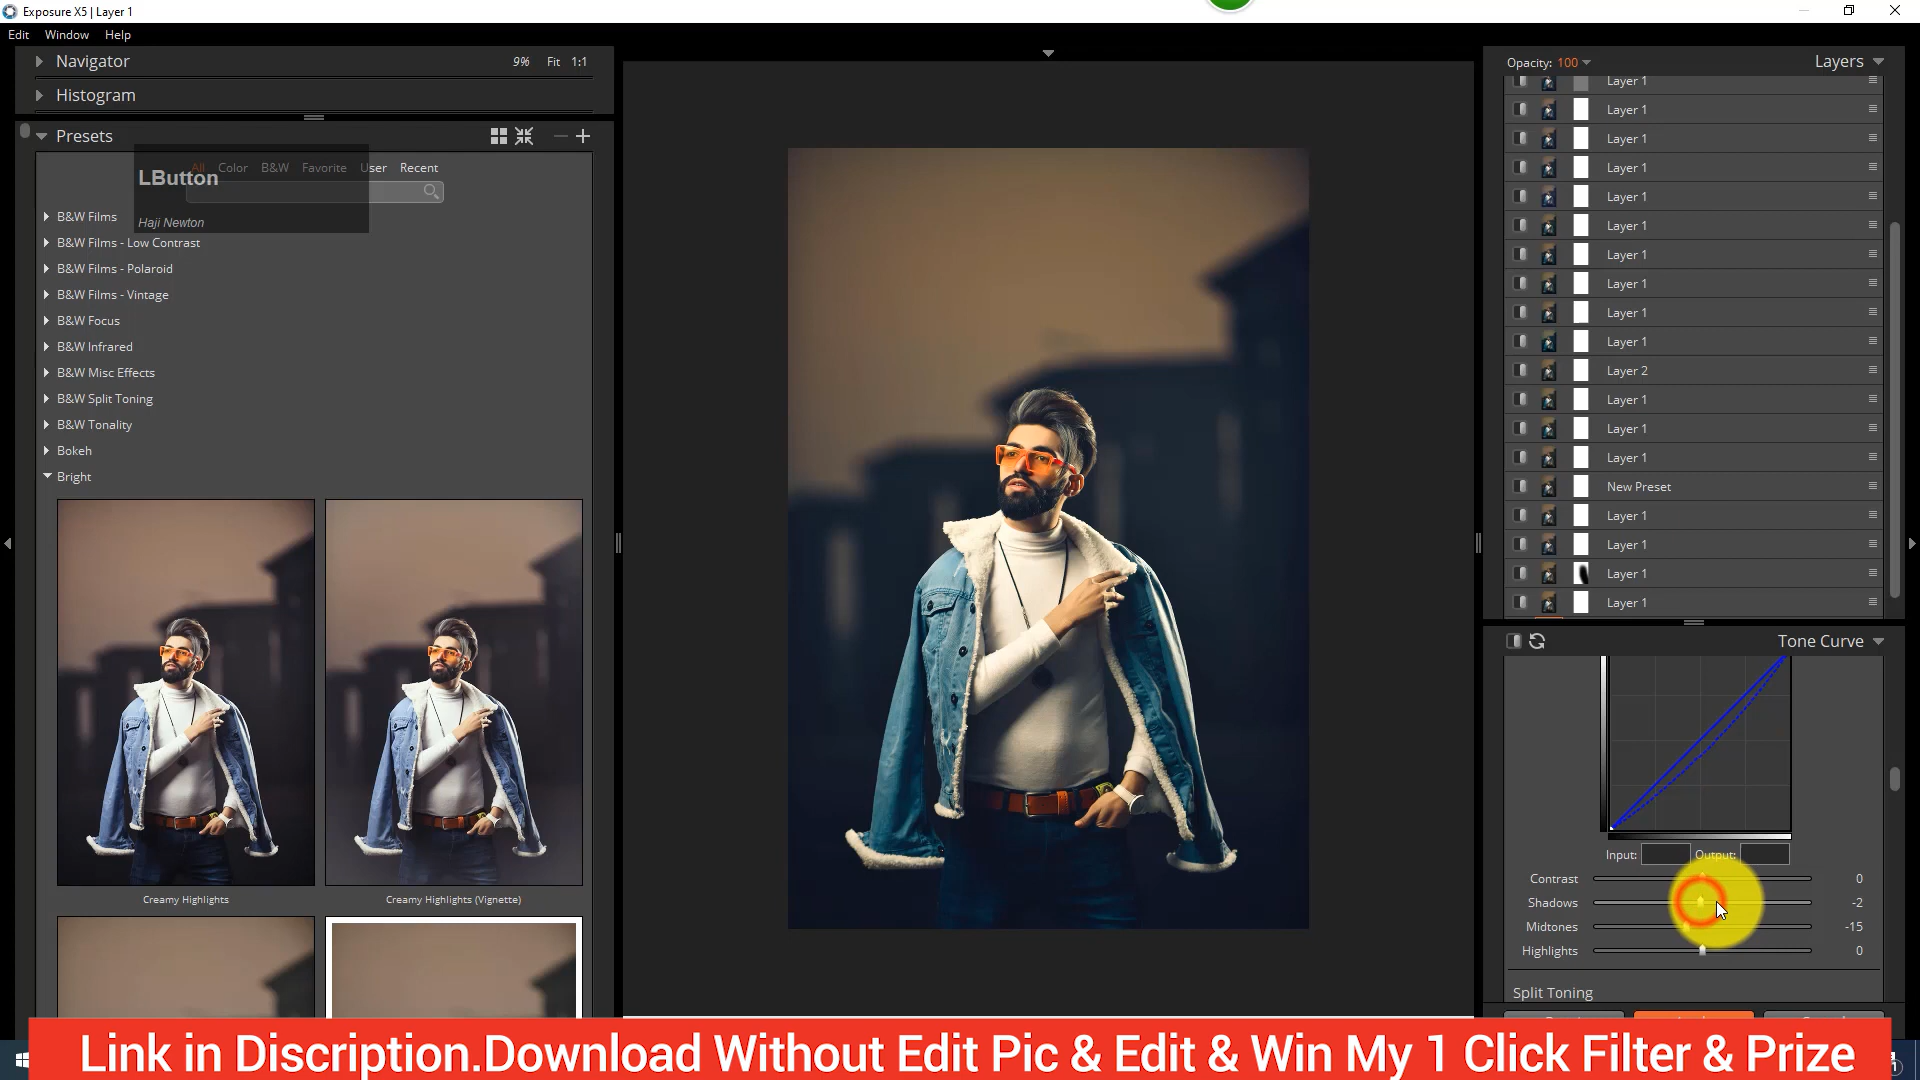 Exposure X5 | Layer 1
Edit Window Help
Navigator
9% Fit 1:1
Histogram
Presets
All Color B&W Favorite User Recent
LButton
Haji Newton
B&W Films
B&W Films - Low Contrast
B&W Films - Polaroid
B&W Films - Vintage
B&W Focus
B&W Infrared
B&W Misc Effects
B&W Split Toning
B&W Tonality
Bokeh
Bright
Creamy Highlights
Creamy Highlights (Vignette)
Opacity: 100
Layers
Layer 1
Layer 1
Layer 1
Layer 1
Layer 1
Layer 1
Layer 1
Layer 1
Layer 1
Layer 1
Layer 2
Layer 1
Layer 1
Layer 1
New Preset
Layer 1
Layer 1
Layer 1
Layer 1
Tone Curve
Input: Output:
Contrast 0
Shadows -2
Midtones -15
Highlights 0
Split Toning
Link in Discription.Download Without Edit Pic & Edit & Win My 1 Click Filter & Prize